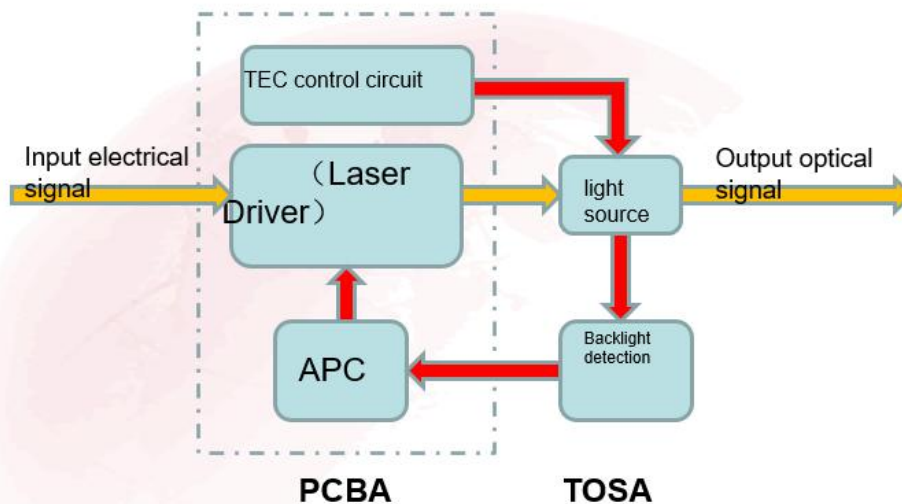 TEC control circuit
Input electrical
signal
（Laser
Driver）
light
source
Output optical
signal
APC
Backlight
detection
PCBA
TOSA